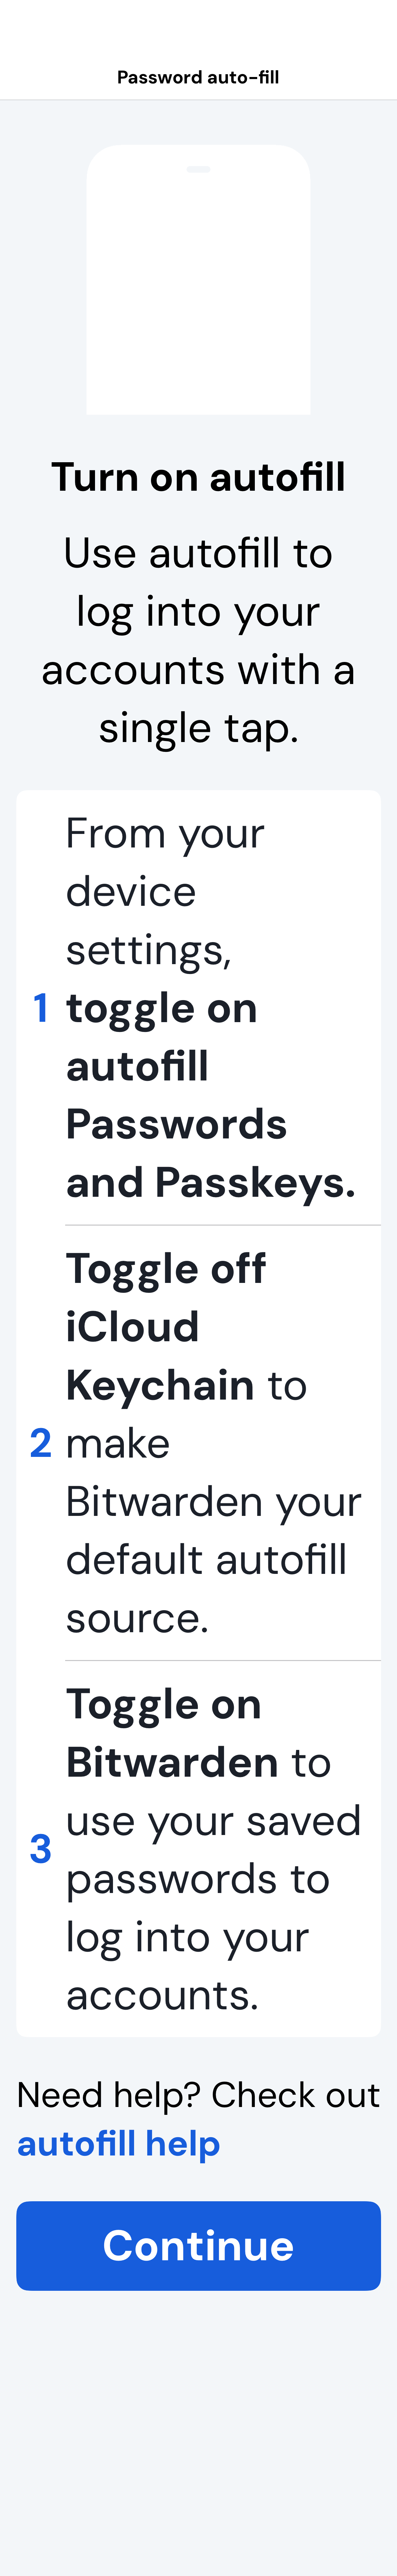 Password auto-fill
Turn on autofill
Use autofill to
log into your
accounts with a
single tap.
From your
device
settings,
1 toggle on
autofill
Passwords
and Passkeys.
Toggle off
iCloud
Keychain to
2 make
Bitwarden your
default autofill
source.
Toggle on
Bitwarden to
use your saved
3 passwords to
log into your
accounts.
Need help? Check out
autofill help
Continue